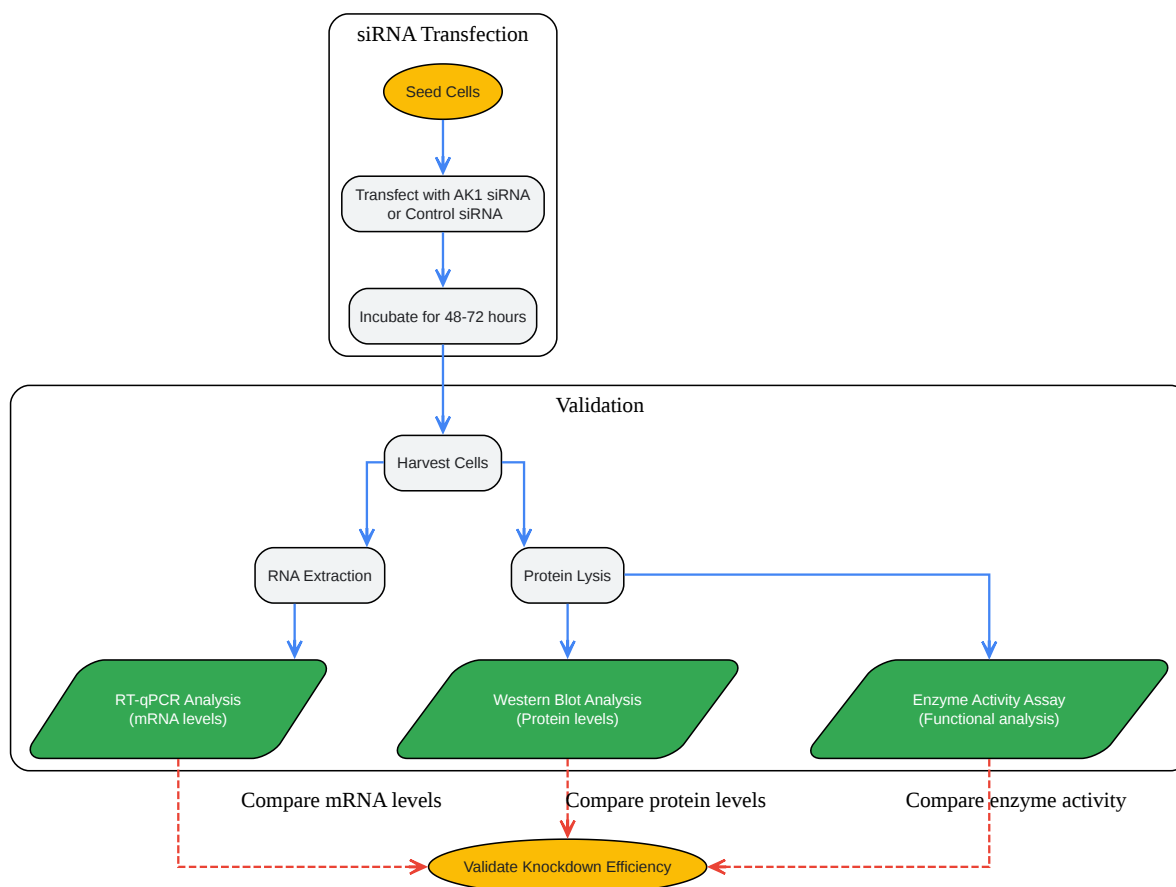 siRNA Transfection
Seed Cells
Transfect with AK1 siRNA
or Control siRNA
Incubate for 48-72 hours
Validation
Harvest Cells
RNA Extraction
Protein Lysis
RT-qPCR Analysis
(mRNA levels)
Western Blot Analysis
(Protein levels)
Enzyme Activity Assay
(Functional analysis)
Compare mRNA levels
Compare protein levels
Compare enzyme activity
Validate Knockdown Efficiency